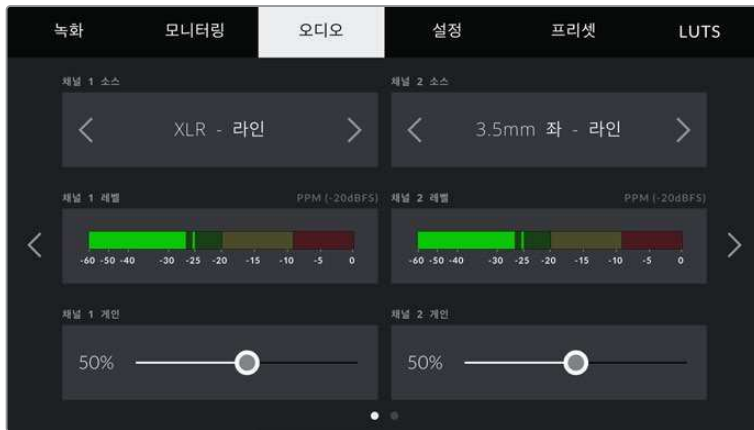 녹화 모니터링 오디오 설정 프리셋 LUTS
채널 1 소스 채널 2 소스
XLR - 라인 3.5mm 좌 - 라인
채널 1 레벨 PPM (-20dBFS) 채널 2 레벨 PPM (-20dBFS)
-60 -50 -40 -30 -25 -20 -15 -10 -5 0 -60 -50 -40 -30 -25 -20 -15 -10 -5 0
채널 1 게인 채널 2 게인
50% 50%